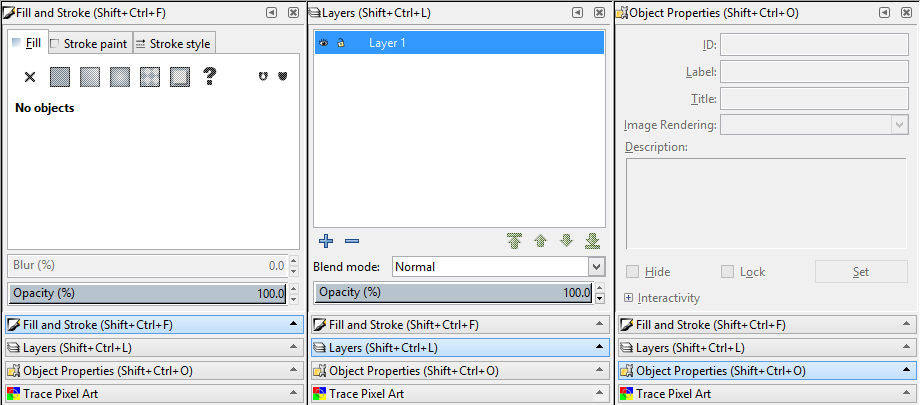 Fill and Stroke (Shift+Ctrl+F)
Fill
Stroke paint
Stroke style
?
No objects
Blur (%) 0.0
Opacity (%) 100.0
Fill and Stroke (Shift+Ctrl+F)
Layers (Shift+Ctrl+L)
Object Properties (Shift+Ctrl+O)
Trace Pixel Art
Layers (Shift+Ctrl+L)
Layer 1
Blend mode: Normal
Opacity (%) 100.0
Fill and Stroke (Shift+Ctrl+F)
Layers (Shift+Ctrl+L)
Object Properties (Shift+Ctrl+O)
Trace Pixel Art
Object Properties (Shift+Ctrl+O)
ID:
Label:
Title:
Image Rendering:
Description:
Hide
Lock
Set
Interactivity
Fill and Stroke (Shift+Ctrl+F)
Layers (Shift+Ctrl+L)
Object Properties (Shift+Ctrl+O)
Trace Pixel Art